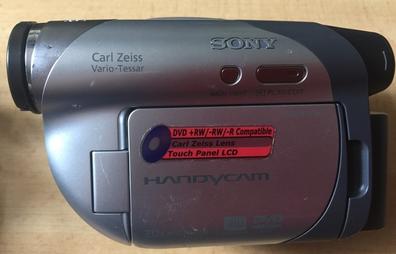 Carl Zeiss
Vario-Tessar
SONY
DVD +RW/-RW/-R Compatible
Carl Zeiss Lens
Touch Panel LCD
HANDYCAM